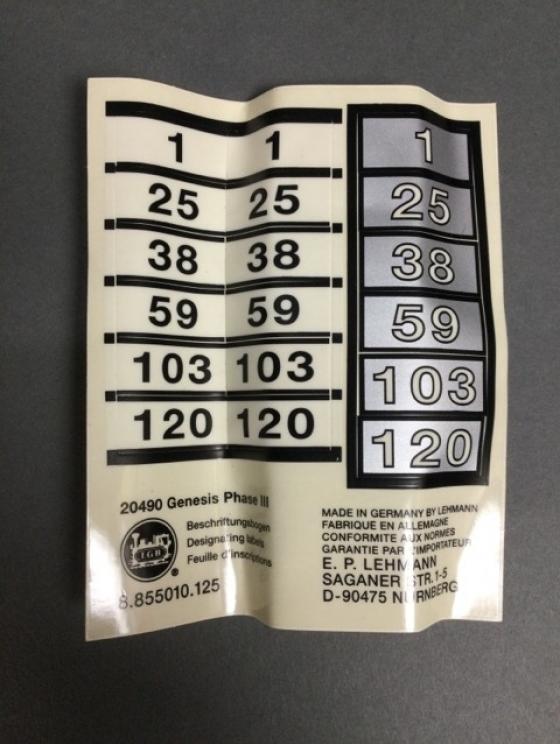 1 1 1
25 25 25
38 38 38
59 59 59
103 103 103
120 120 120
20490 Genesis Phase III
LGB
®
Beschriftungsbogen
Designating labels
Feuille d'inscriptions
8.855010.125
MADE IN GERMANY BY LEHMANN
FABRIQUE EN ALLEMAGNE
CONFORMITE AUX NORMES
GARANTIE PAR L'IMPORTATEUR
E. P. LEHMANN
SAGANER STR. 1-5
D-90475 NÜRNBERG